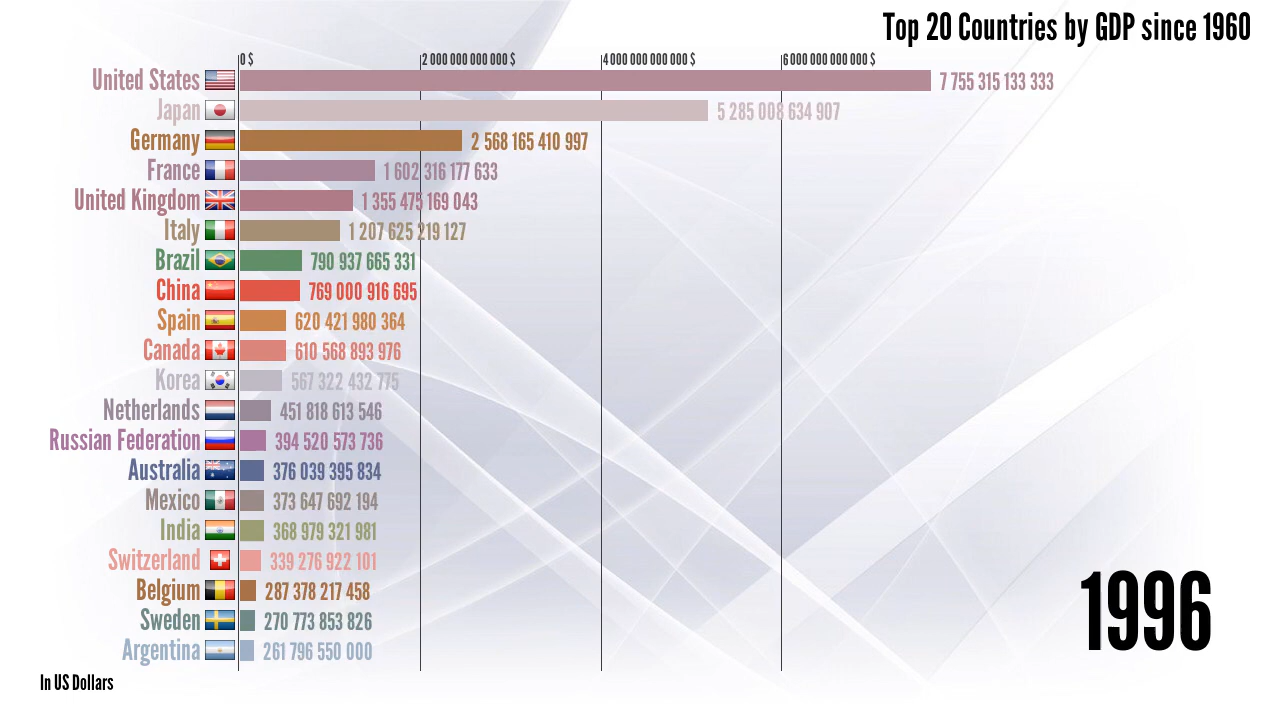 Top 20 Countries by GDP since 1960
0 $ 2 000 000 000 000 $ 4 000 000 000 000 $ 6 000 000 000 000 $
United States 7 755 315 133 333
Japan 5 285 008 634 907
Germany 2 568 165 410 997
France 1 602 316 177 633
United Kingdom 1 355 475 169 043
Italy 1 207 625 219 127
Brazil 790 937 665 331
China 769 000 916 695
Spain 620 421 980 364
Canada 610 568 893 976
Korea 567 322 432 775
Netherlands 451 818 613 546
Russian Federation 394 520 573 736
Australia 376 039 395 834
Mexico 373 647 692 194
India 368 979 321 981
Switzerland 339 276 922 101
Belgium 287 378 217 458
Sweden 270 773 853 826
Argentina 261 796 550 000
1996
In US Dollars